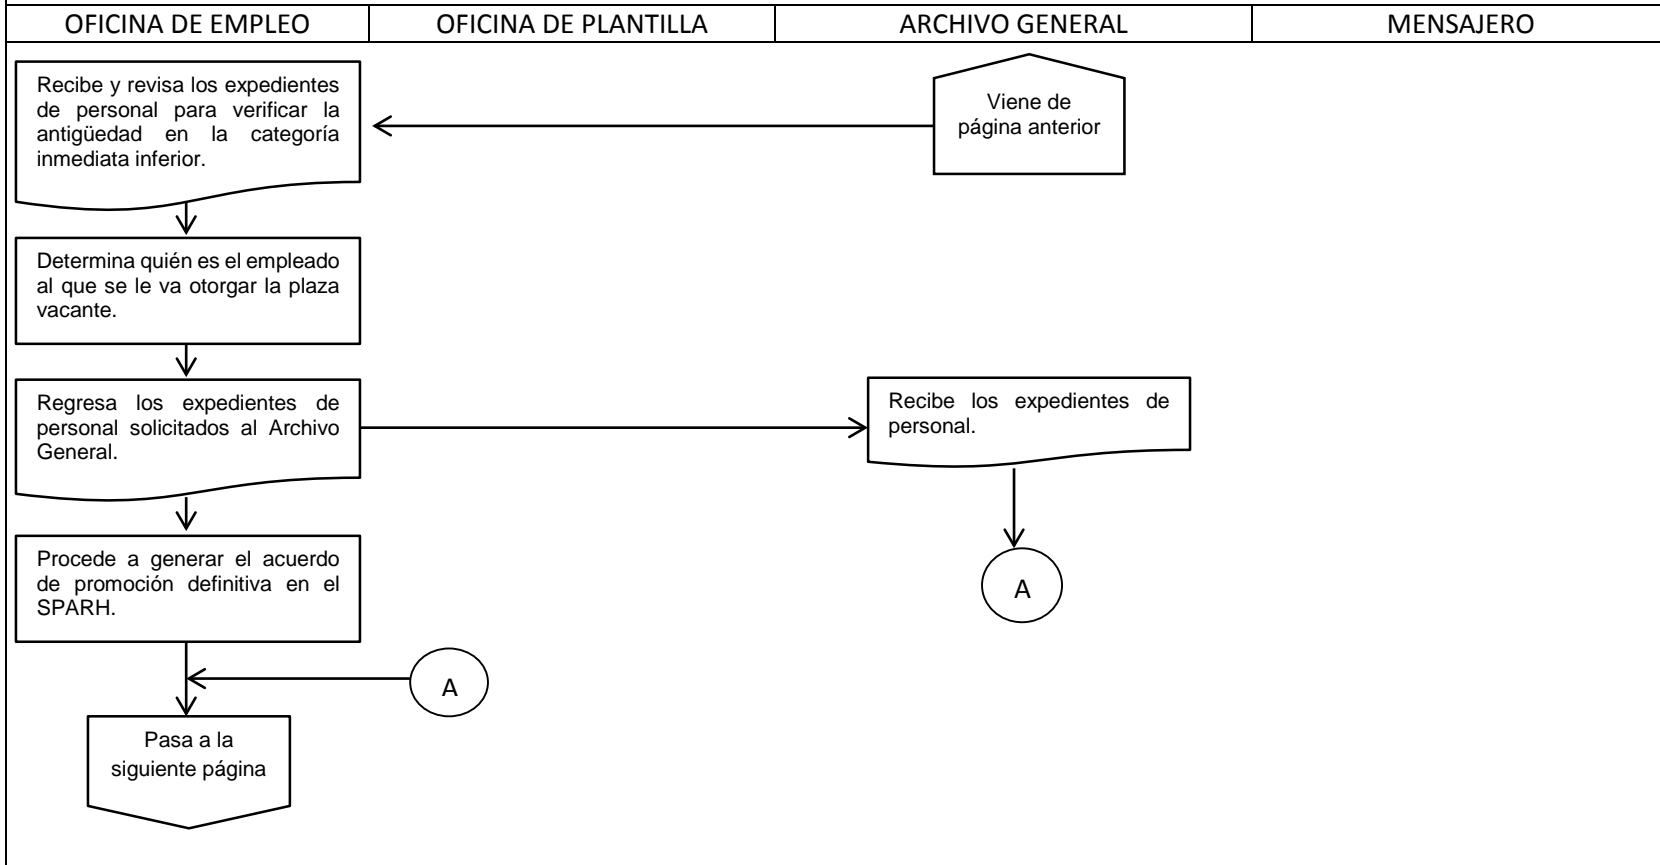 OFICINA DE EMPLEO
OFICINA DE PLANTILLA
ARCHIVO GENERAL
MENSAJERO
Recibe y revisa los expedientes
de personal para verificar la
antigüedad en la categoría
inmediata inferior.
Viene de
página anterior
Determina quién es el empleado
al que se le va otorgar la plaza
vacante.
Regresa los expedientes de
personal solicitados al Archivo
General.
Recibe los expedientes de
personal.
Procede a generar el acuerdo
de promoción definitiva en el
SPARH.
A
A
Pasa a la
siguiente página